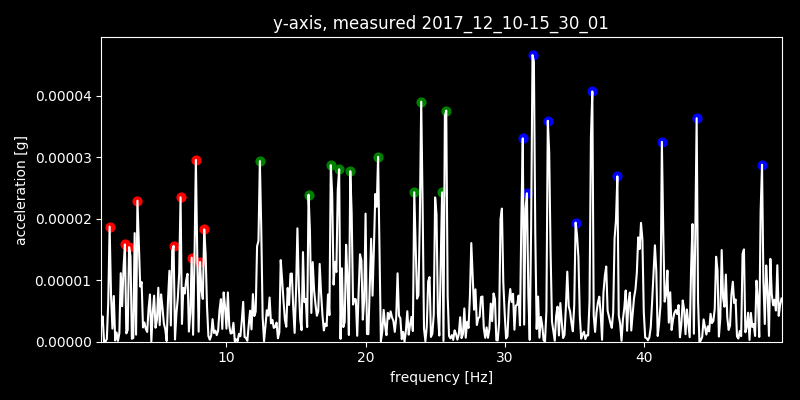 y-axis, measured 2017_12_10-15_30_01
0.00004
0.00003
0.00002
0.00001
0.00000
acceleration [g]
10 20 30 40
frequency [Hz]